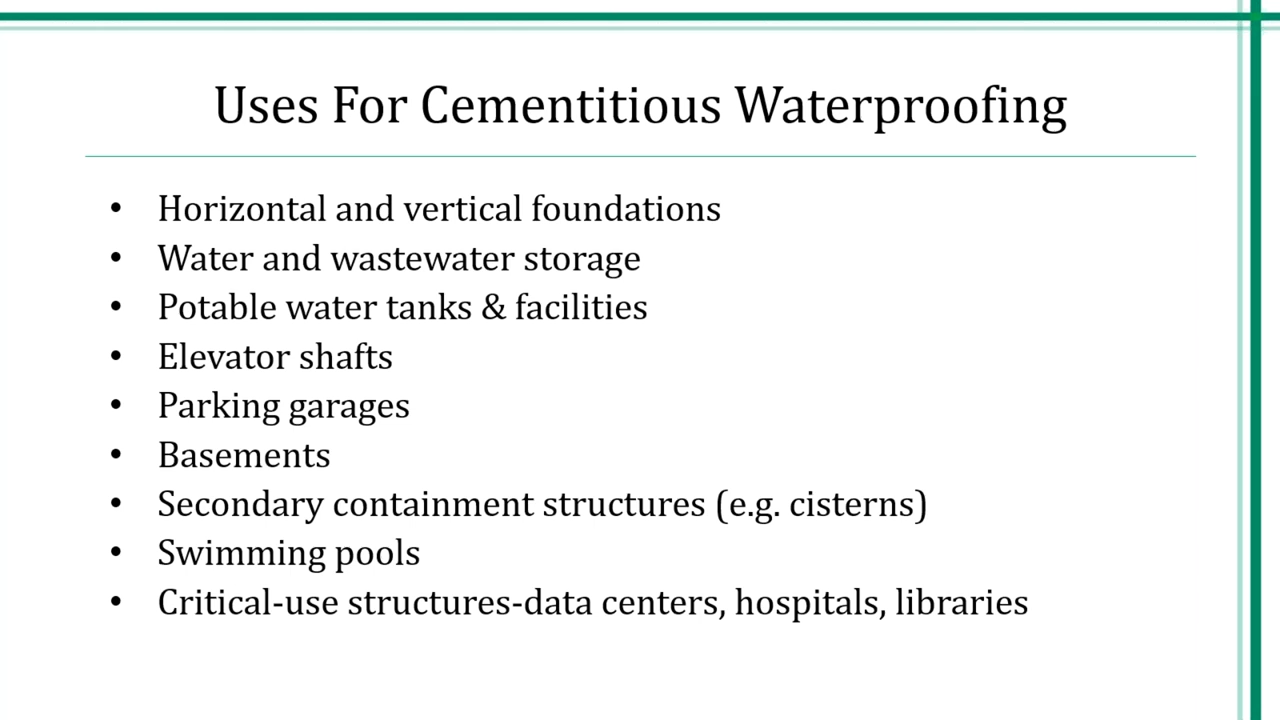 Uses For Cementitious Waterproofing
• Horizontal and vertical foundations
• Water and wastewater storage
• Potable water tanks & facilities
• Elevator shafts
• Parking garages
• Basements
• Secondary containment structures (e.g. cisterns)
• Swimming pools
• Critical-use structures-data centers, hospitals, libraries